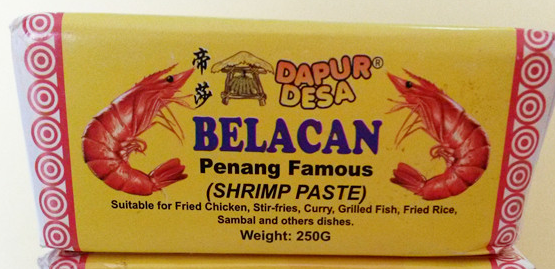 帝莎
DAPUR®
DESA
BELACAN
Penang Famous
(SHRIMP PASTE)
Suitable for Fried Chicken, Stir-fries, Curry, Grilled Fish, Fried Rice,
Sambal and others dishes.
Weight: 250G